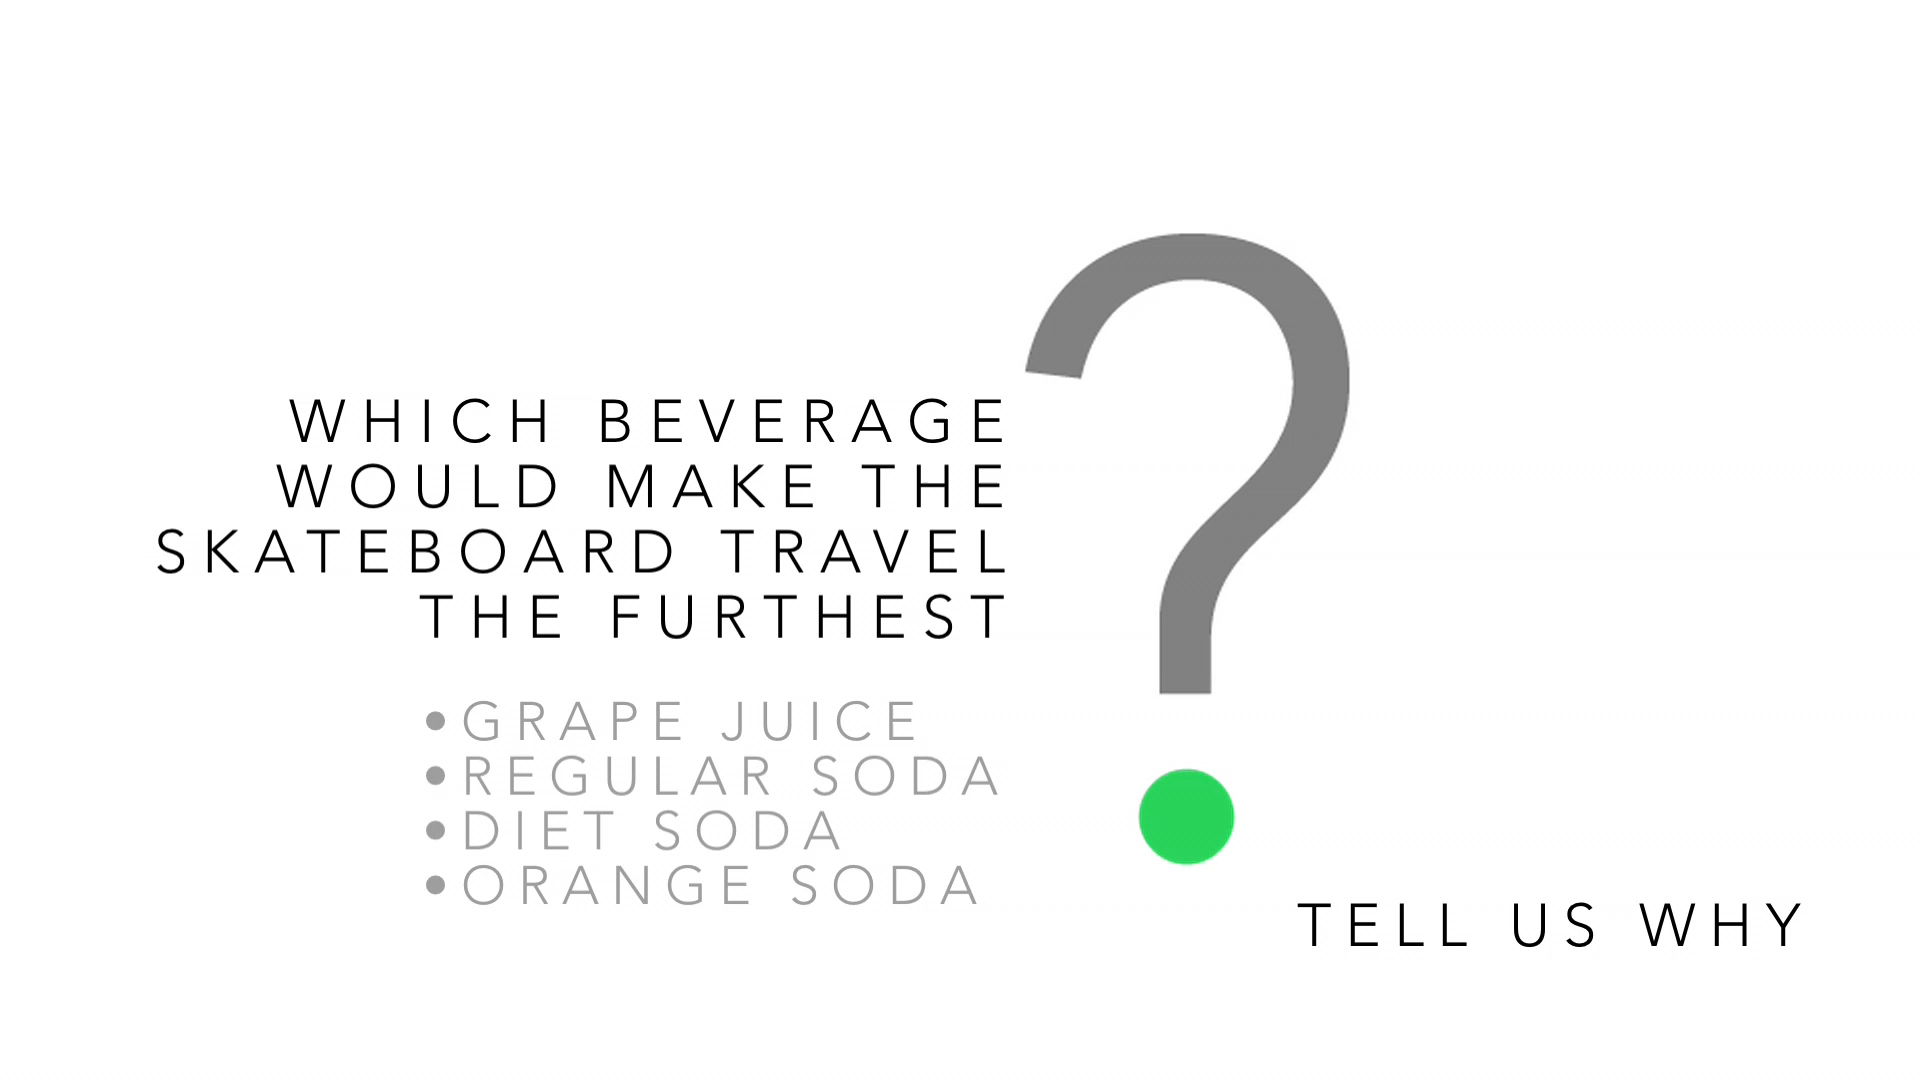 WHICH BEVERAGE
WOULD MAKE THE
SKATEBOARD TRAVEL
THE FURTHEST
?
•GRAPE JUICE
•REGULAR SODA
•DIET SODA
•ORANGE SODA
TELL US WHY